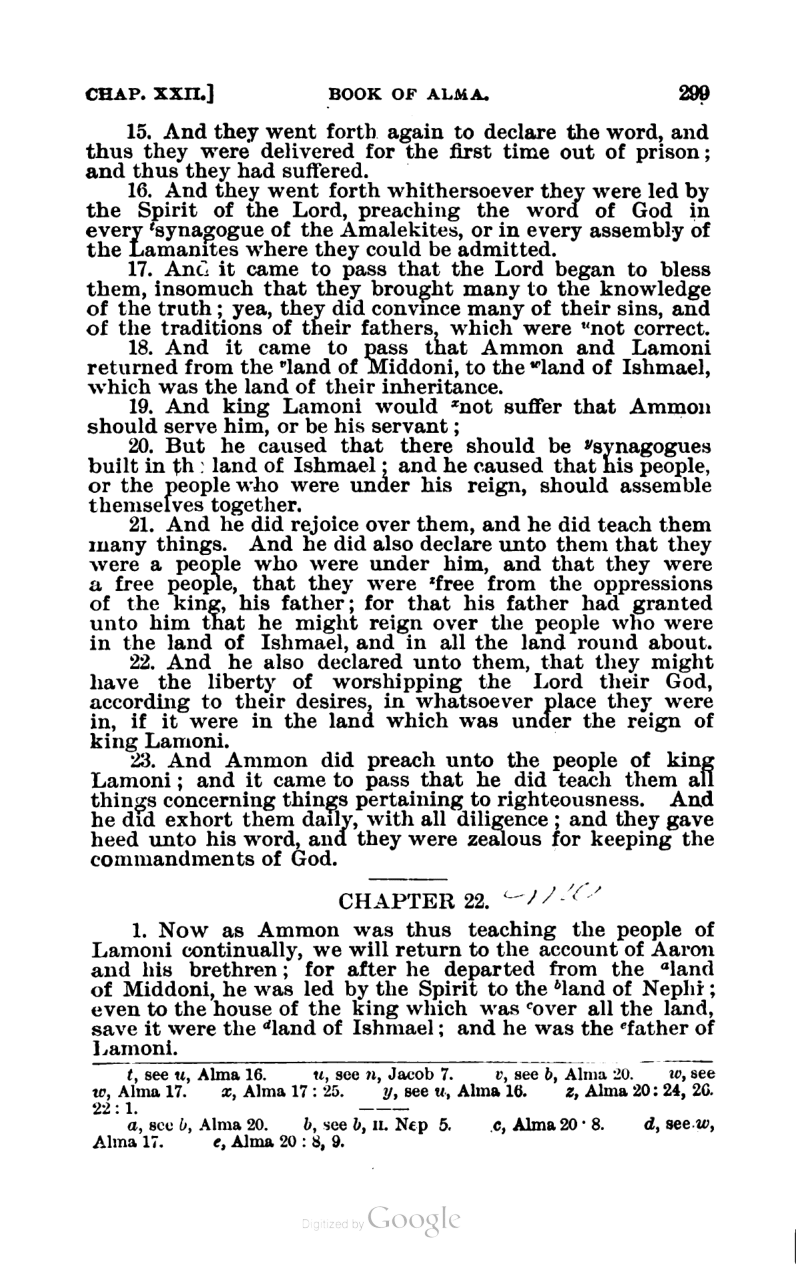 CHAP. XXII.] BOOK OF ALMA. 299
15. And they went forth again to declare the word, and
thus they were delivered for the first time out of prison;
and thus they had suffered.
16. And they went forth whithersoever they were led by
the Spirit of the Lord, preaching the word of God in
every ᵗsynagogue of the Amalekites, or in every assembly of
the Lamanites where they could be admitted.
17. And it came to pass that the Lord began to bless
them, insomuch that they brought many to the knowledge
of the truth; yea, they did convince many of their sins, and
of the traditions of their fathers, which were ᵘnot correct.
18. And it came to pass that Ammon and Lamoni
returned from the ᵛland of Middoni, to the ʷland of Ishmael,
which was the land of their inheritance.
19. And king Lamoni would ˣnot suffer that Ammon
should serve him, or be his servant;
20. But he caused that there should be ʸsynagogues
built in th: land of Ishmael; and he caused that his people,
or the people who were under his reign, should assemble
themselves together.
21. And he did rejoice over them, and he did teach them
many things. And he did also declare unto them that they
were a people who were under him, and that they were
a free people, that they were ᶻfree from the oppressions
of the king, his father; for that his father had granted
unto him that he might reign over the people who were
in the land of Ishmael, and in all the land round about.
22. And he also declared unto them, that they might
have the liberty of worshipping the Lord their God,
according to their desires, in whatsoever place they were
in, if it were in the land which was under the reign of
king Lamoni.
23. And Ammon did preach unto the people of king
Lamoni; and it came to pass that he did teach them all
things concerning things pertaining to righteousness. And
he did exhort them daily, with all diligence; and they gave
heed unto his word, and they were zealous for keeping the
commandments of God.
CHAPTER 22.
1. Now as Ammon was thus teaching the people of
Lamoni continually, we will return to the account of Aaron
and his brethren; for after he departed from the ᵃland
of Middoni, he was led by the Spirit to the ᵇland of Nephi;
even to the house of the king which was ᶜover all the land,
save it were the ᵈland of Ishmael; and he was the ᵉfather of
Lamoni.
t, see u, Alma 16. u, see n, Jacob 7. v, see b, Alma 20. w, see
w, Alma 17. x, Alma 17:25. y, see u, Alma 16. z, Alma 20:24, 26.
22:1.
a, see b, Alma 20. b, see b, II. Nep 5. c, Alma 20·8. d, see w,
Alma 17. e, Alma 20:8, 9.
Digitized by Google